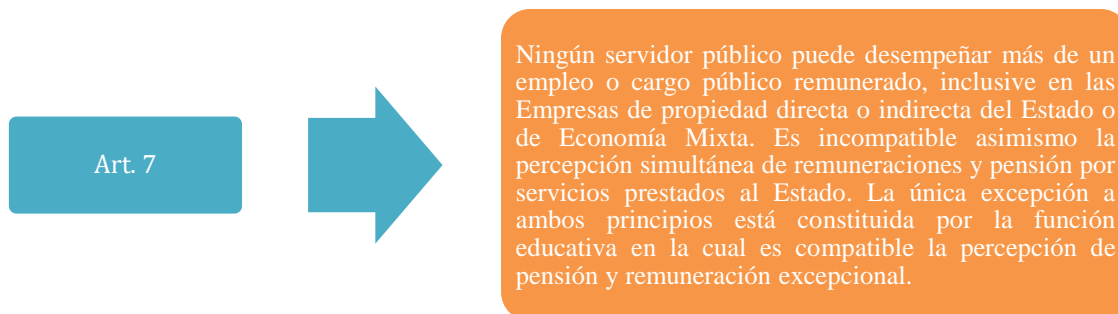 Art. 7
Ningún servidor público puede desempeñar más de un
empleo o cargo público remunerado, inclusive en las
Empresas de propiedad directa o indirecta del Estado o
de Economía Mixta. Es incompatible asimismo la
percepción simultánea de remuneraciones y pensión por
servicios prestados al Estado. La única excepción a
ambos principios está constituida por la función
educativa en la cual es compatible la percepción de
pensión y remuneración excepcional.